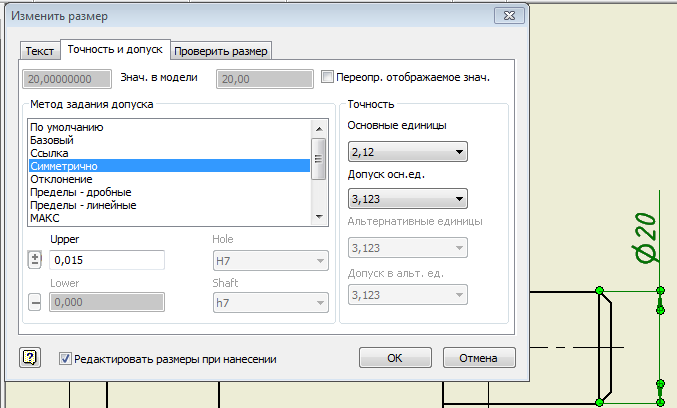 Изменить размер
Текст Точность и допуск Проверить размер
20,00000000 Знач. в модели 20,00 Переопр. отображаемое знач.
Метод задания допуска
По умолчанию
Базовый
Ссылка
Симметрично
Отклонение
Пределы - дробные
Пределы - линейные
МАКС
Upper
0,015
Lower
0,000
Hole
H7
Shaft
h7
Точность
Основные единицы
2,12
Допуск осн.ед.
3,123
Альтернативные единицы
3,123
Допуск в альт. ед.
3,123
Редактировать размеры при нанесении
OK Отмена
Ø20